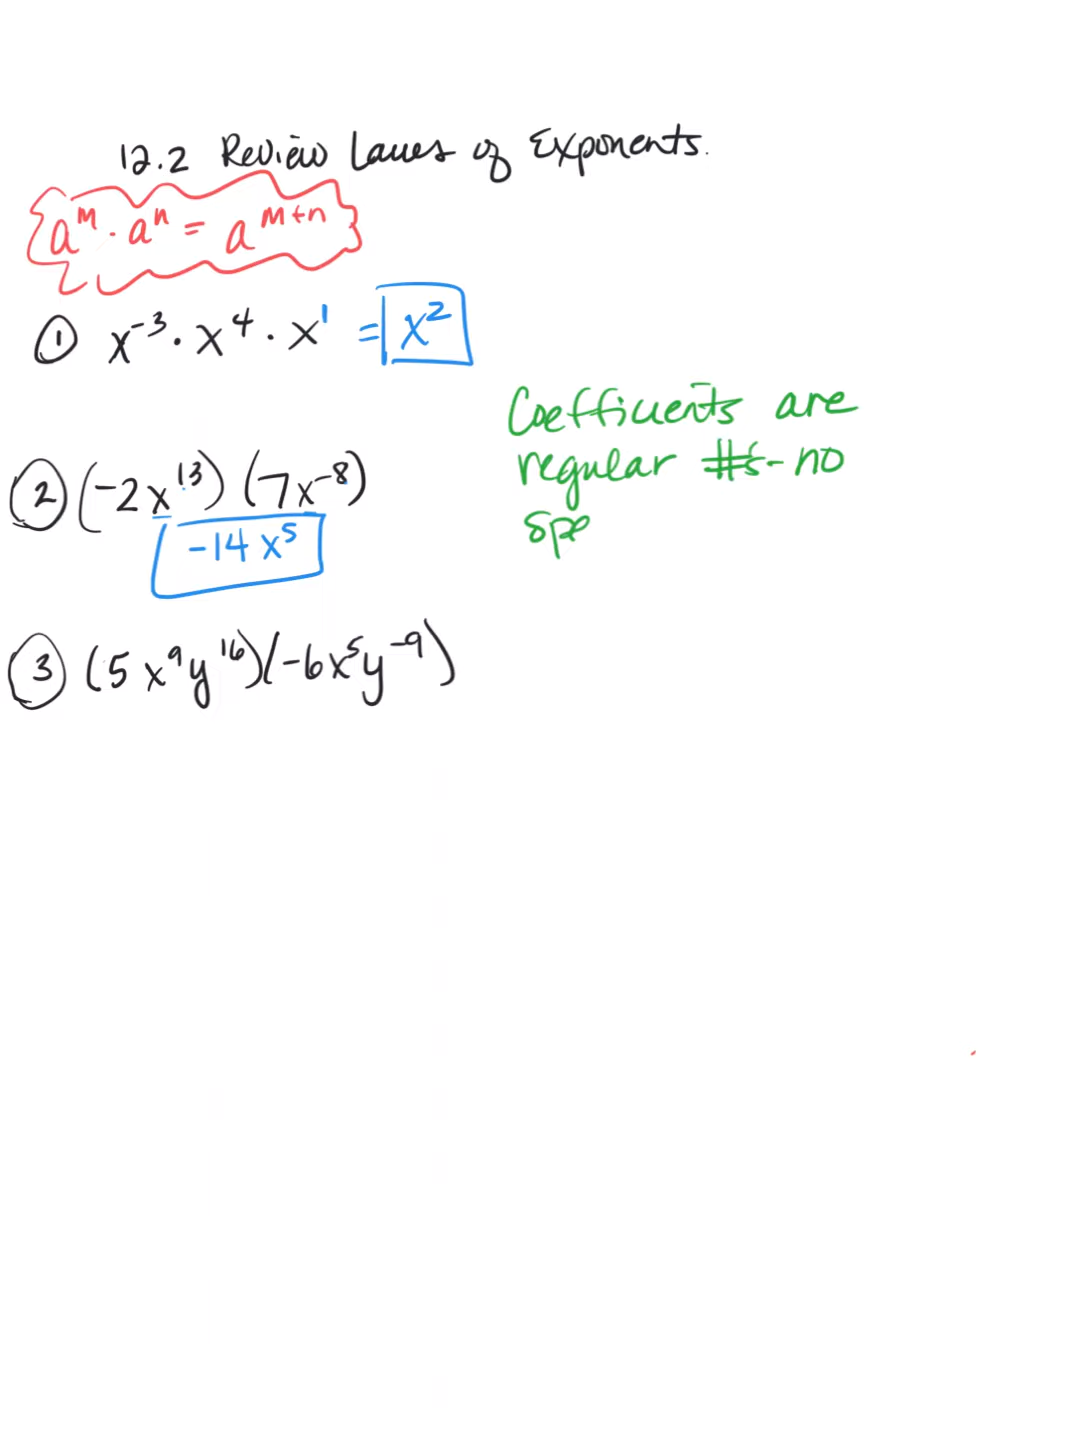 12.2 Review Laws of Exponents.
a^m · a^n = a^(m+n)
① x^-3 · x^4 · x^1 = x^2
Coefficients are
regular #'s - no
spe
② (-2x^13)(7x^-8)
-14x^5
③ (5x^9y^16)(-6x^5y^-9)